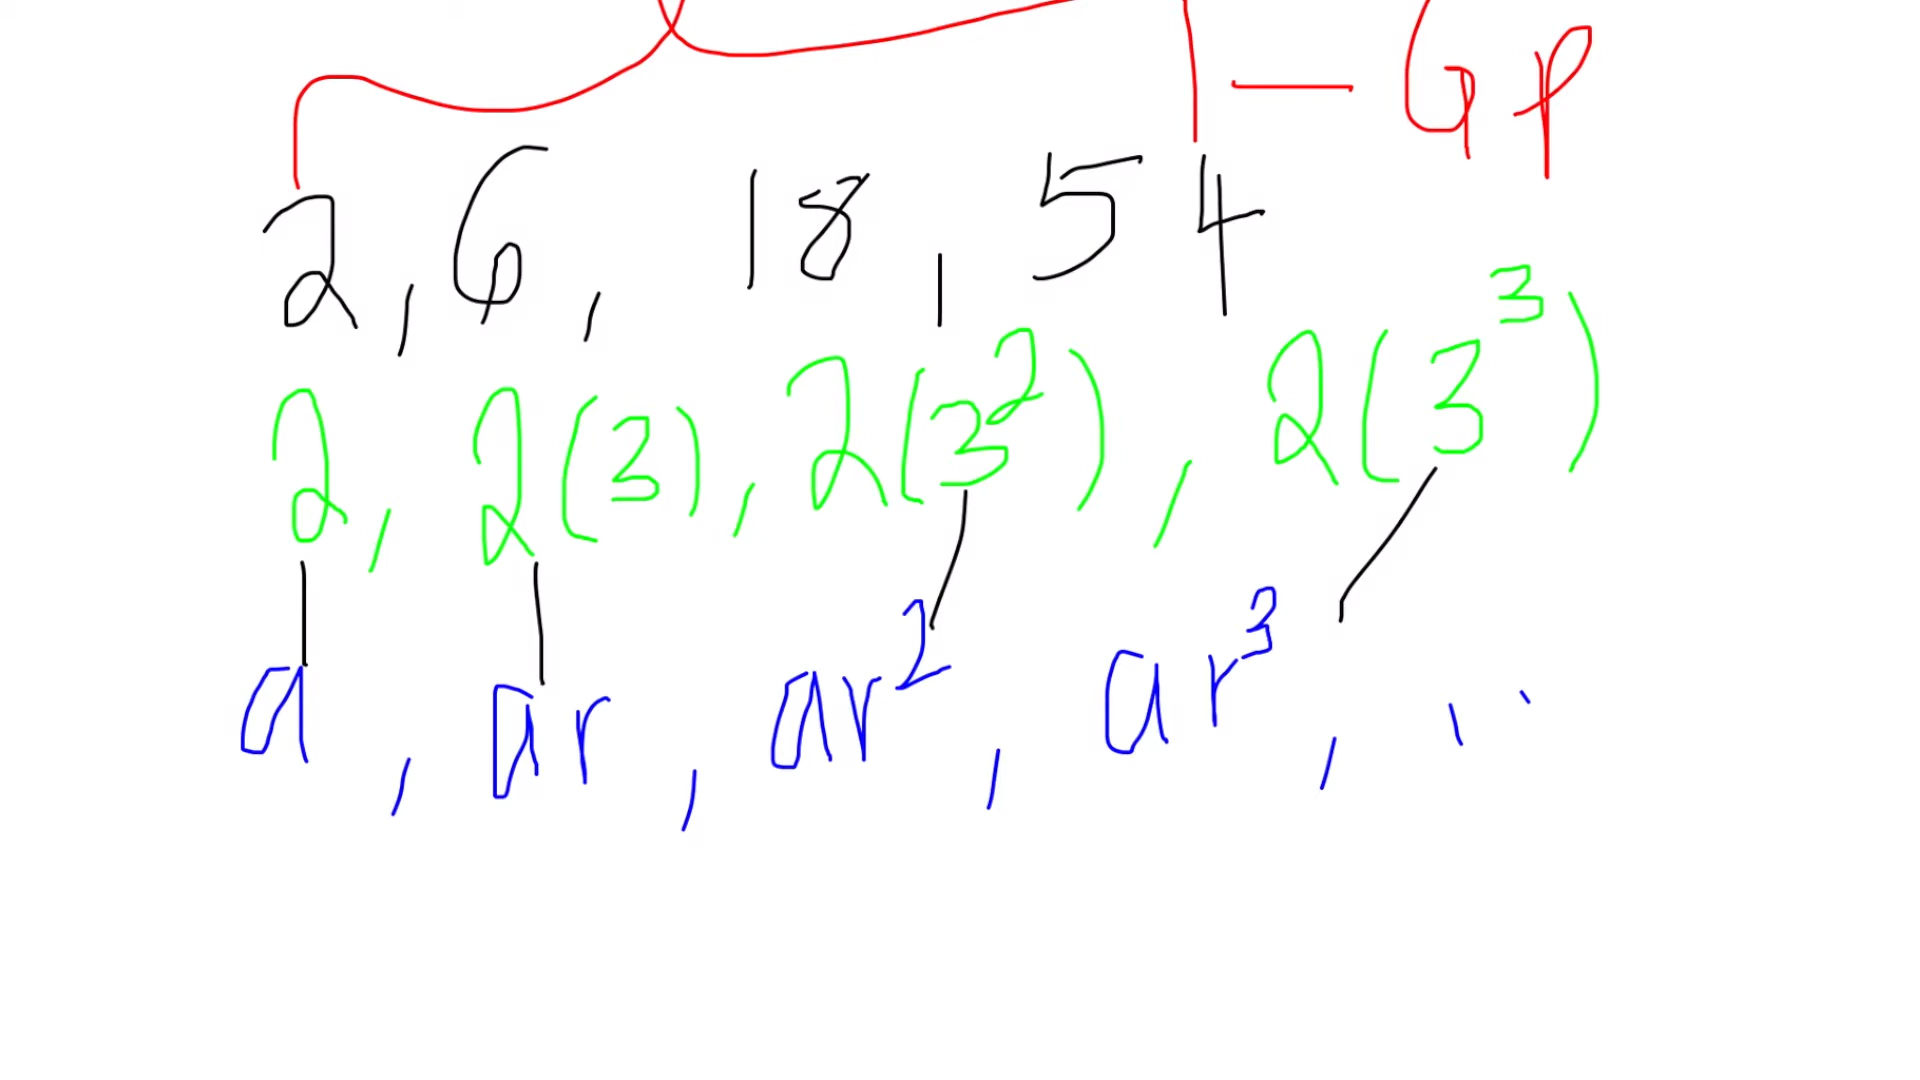 — GP
2, 6, 18, 54
2, 2(3), 2(3²), 2(3³)
a, ar, ar², ar³, ..